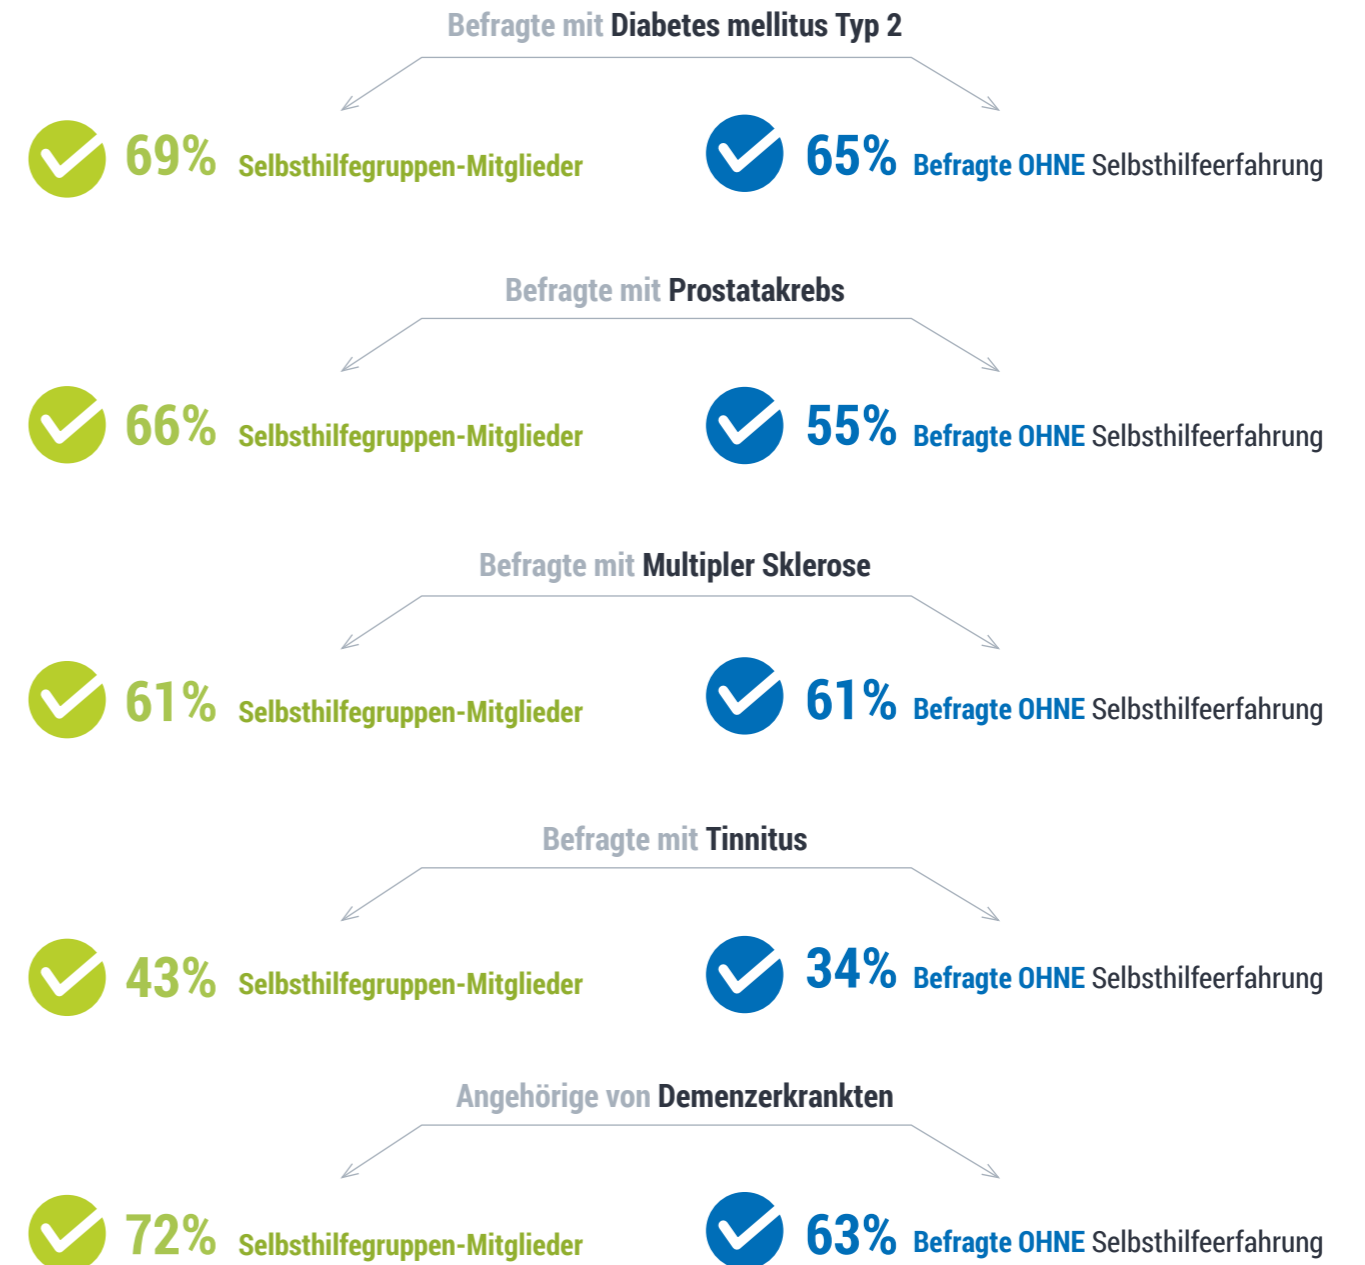 Befragte mit Diabetes mellitus Typ 2
69% Selbsthilfegruppen-Mitglieder
65% Befragte OHNE Selbsthilfeerfahrung
Befragte mit Prostatakrebs
66% Selbsthilfegruppen-Mitglieder
55% Befragte OHNE Selbsthilfeerfahrung
Befragte mit Multipler Sklerose
61% Selbsthilfegruppen-Mitglieder
61% Befragte OHNE Selbsthilfeerfahrung
Befragte mit Tinnitus
43% Selbsthilfegruppen-Mitglieder
34% Befragte OHNE Selbsthilfeerfahrung
Angehörige von Demenzerkrankten
72% Selbsthilfegruppen-Mitglieder
63% Befragte OHNE Selbsthilfeerfahrung